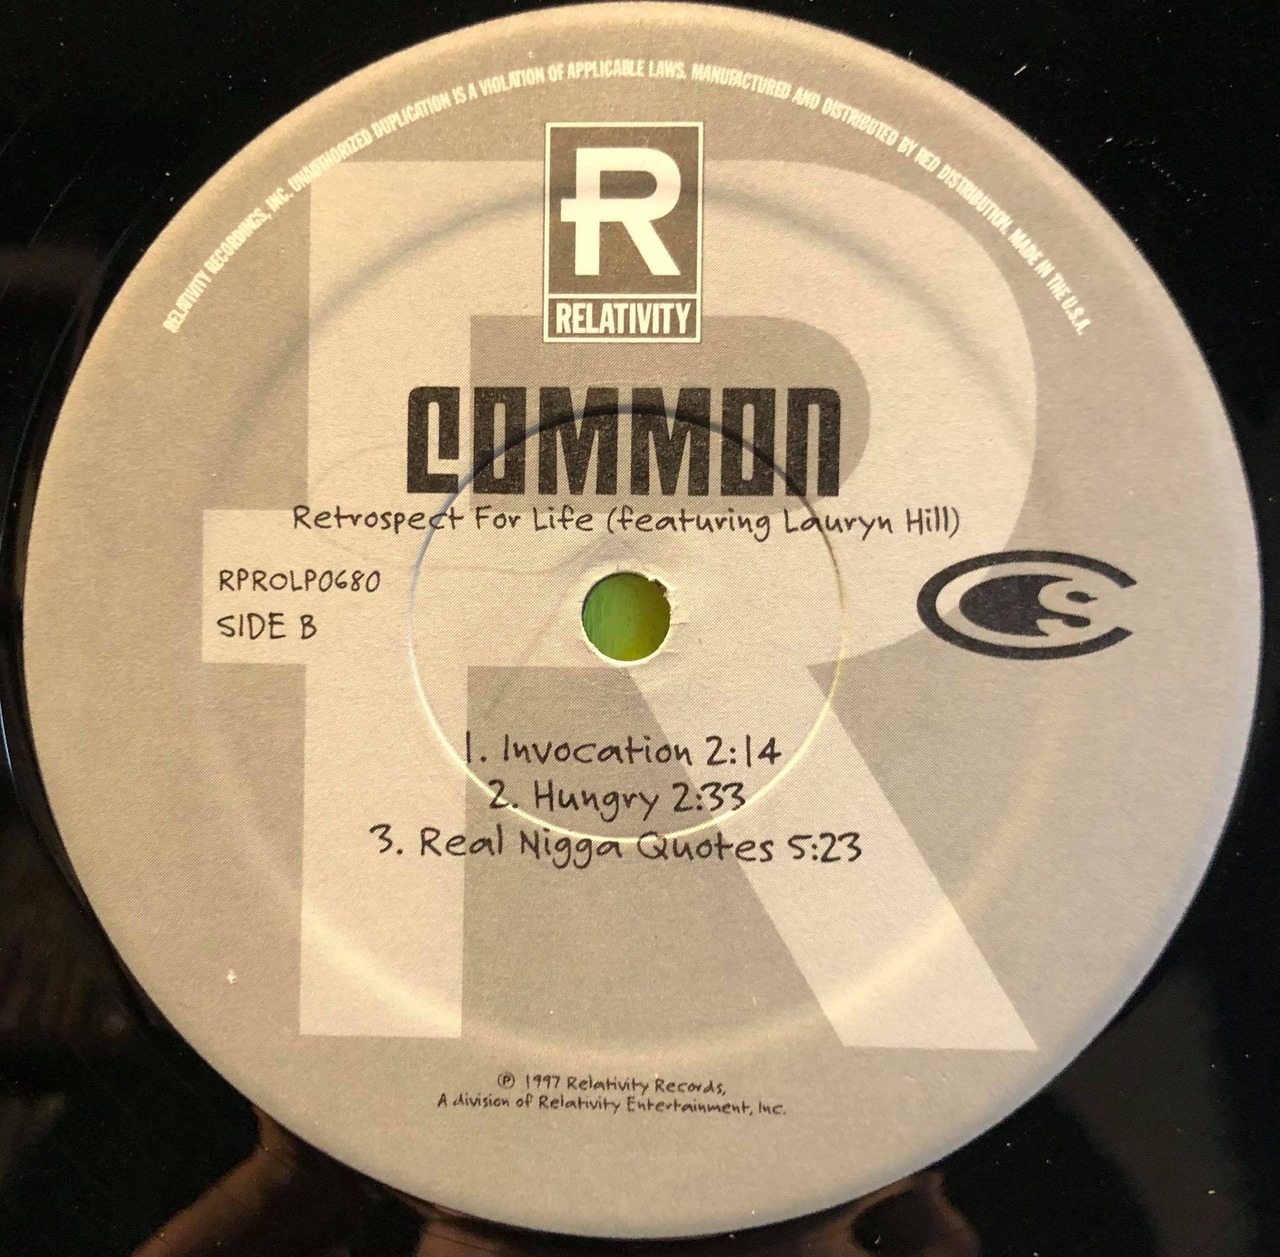 RELATIVITY RECORDINGS, INC. UNAUTHORIZED DUPLICATION IS A VIOLATION OF APPLICABLE LAWS. MANUFACTURED AND DISTRIBUTED BY RED DISTRIBUTION. MADE IN THE U.S.A.
R
RELATIVITY
COMMON
Retrospect For Life (featuring Lauryn Hill)
RPROLP0680
SIDE B
CS
1. Invocation 2:14
2. Hungry 2:33
3. Real Nigga Quotes 5:23
℗ 1997 Relativity Records,
A division of Relativity Entertainment, Inc.